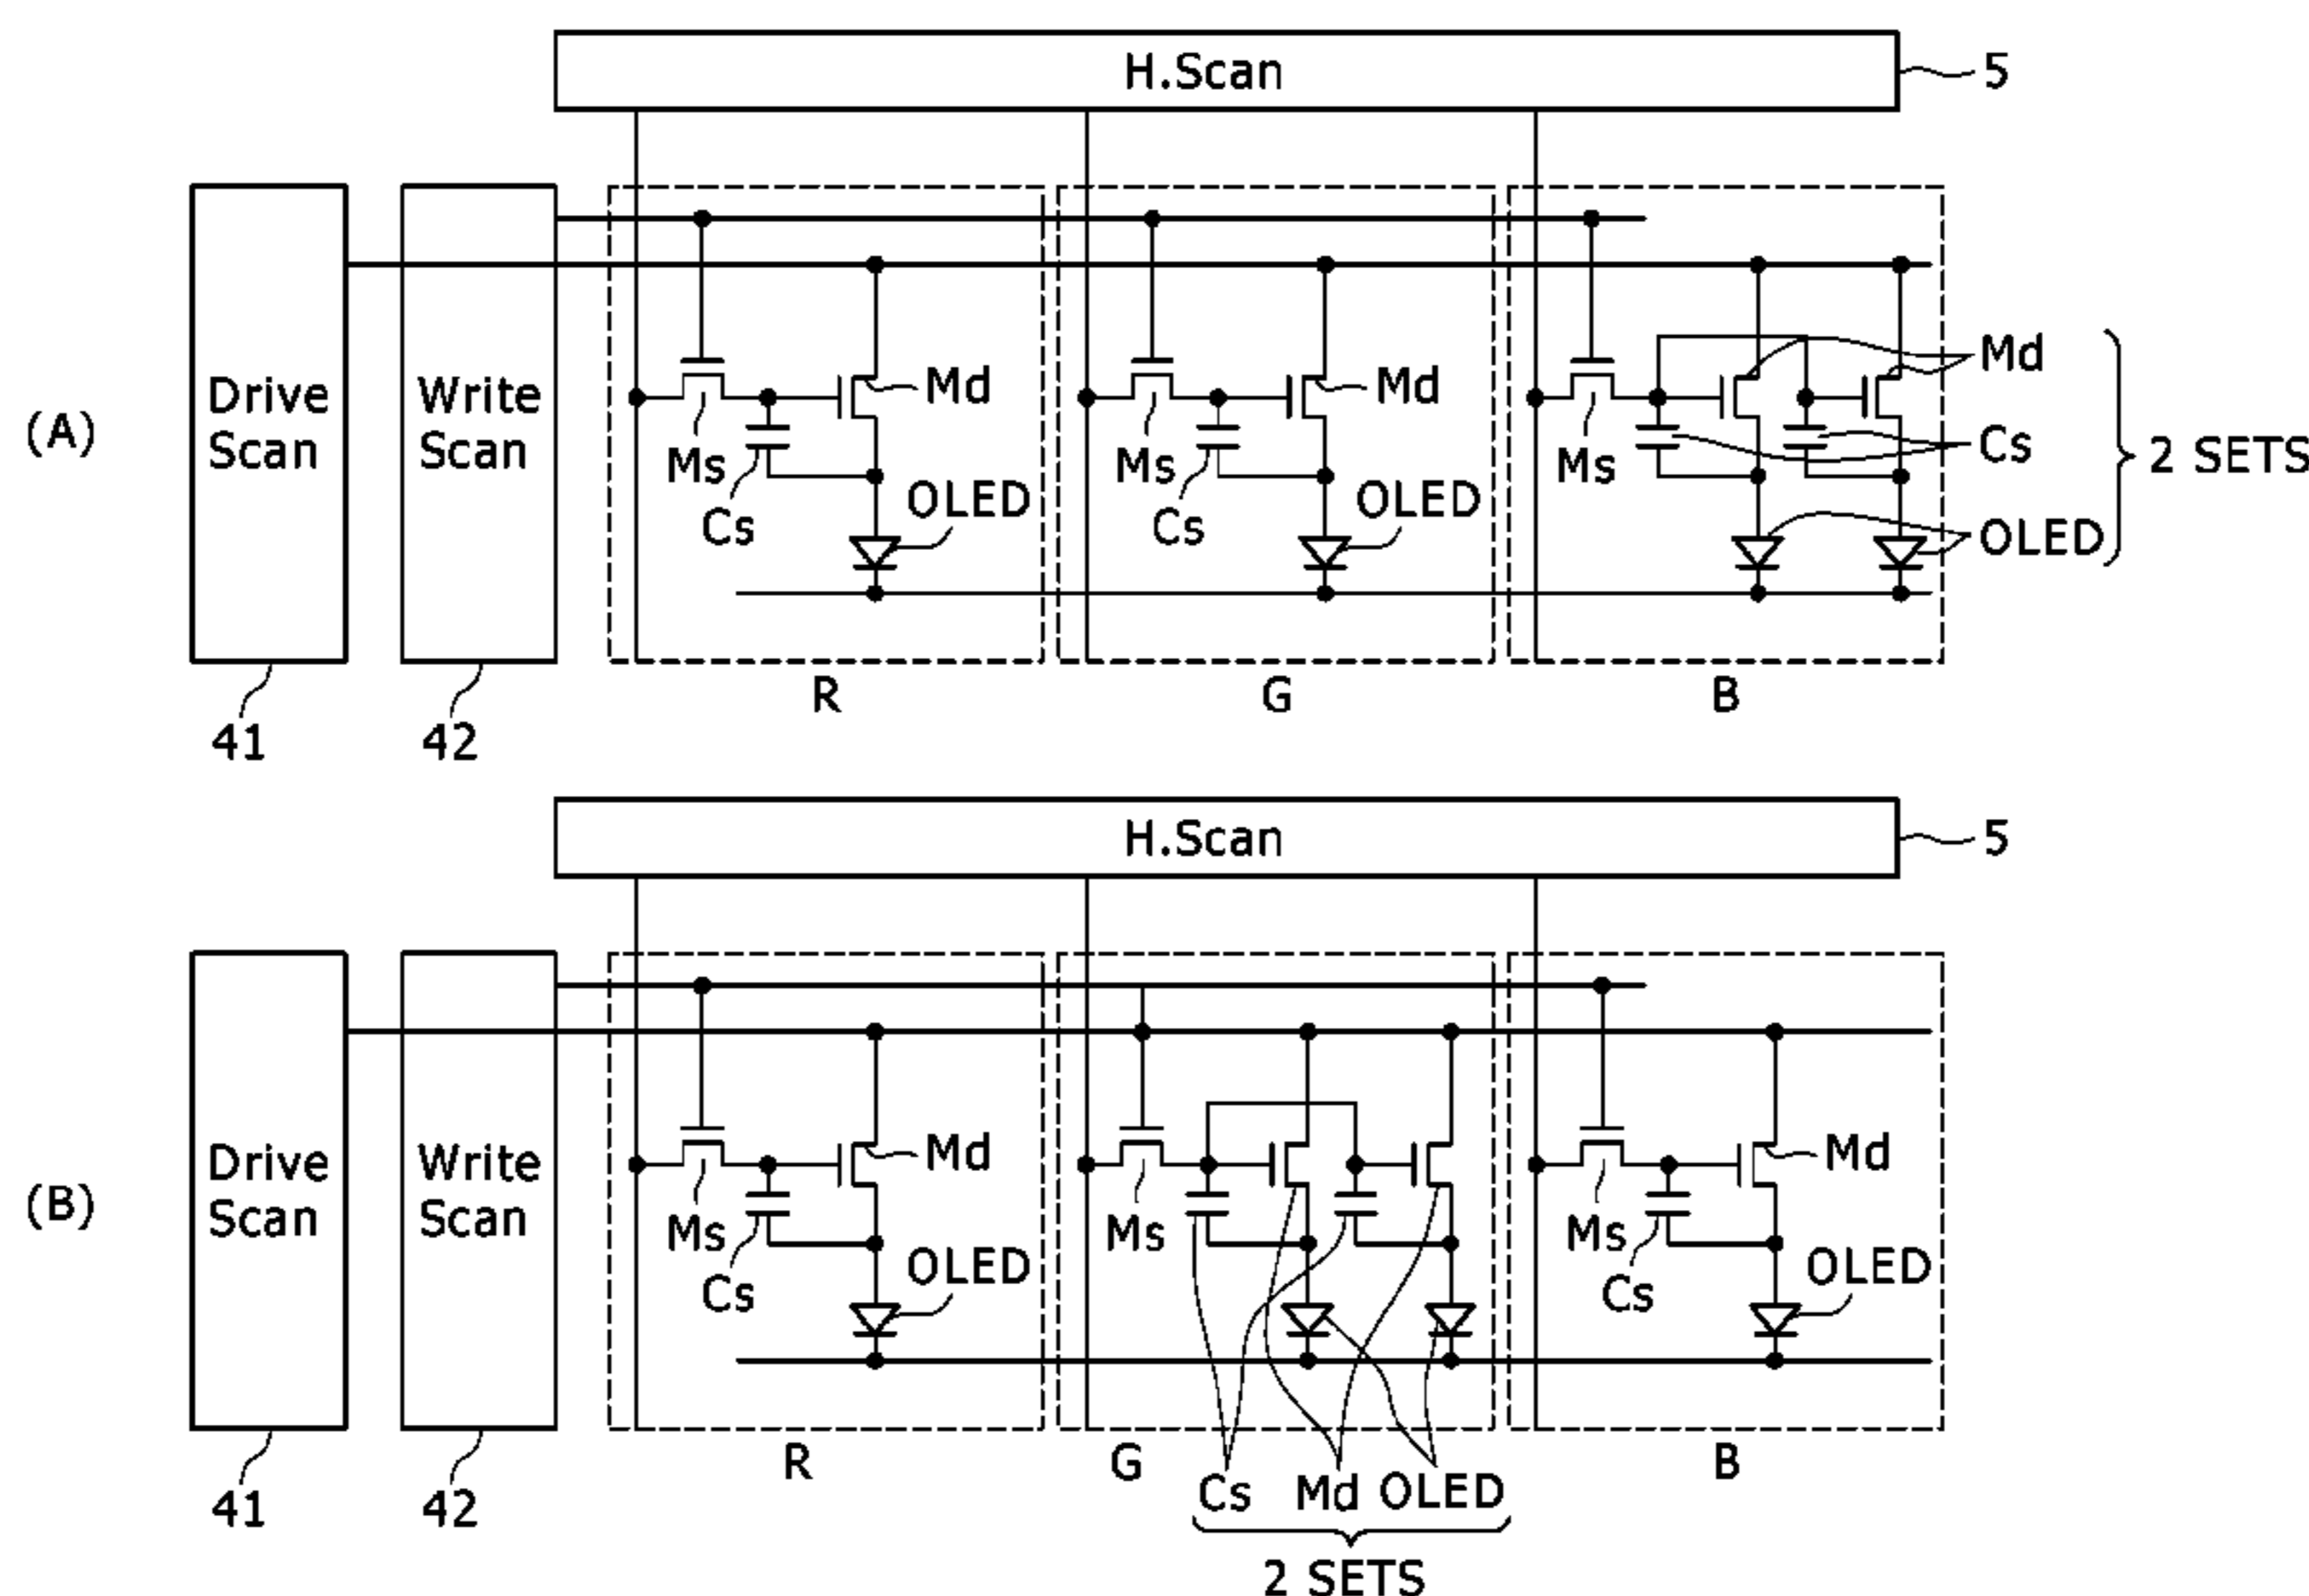 H.Scan
5
(A)
Drive
Scan
Write
Scan
Md
Ms
Cs
OLED
Md
Ms
Cs
OLED
Ms
Md
Cs
OLED
2 SETS
R
G
B
41
42
H.Scan
5
(B)
Drive
Scan
Write
Scan
Md
Ms
Cs
OLED
Ms
Md
Ms
Cs
OLED
R
G
B
Cs Md OLED
2 SETS
41
42